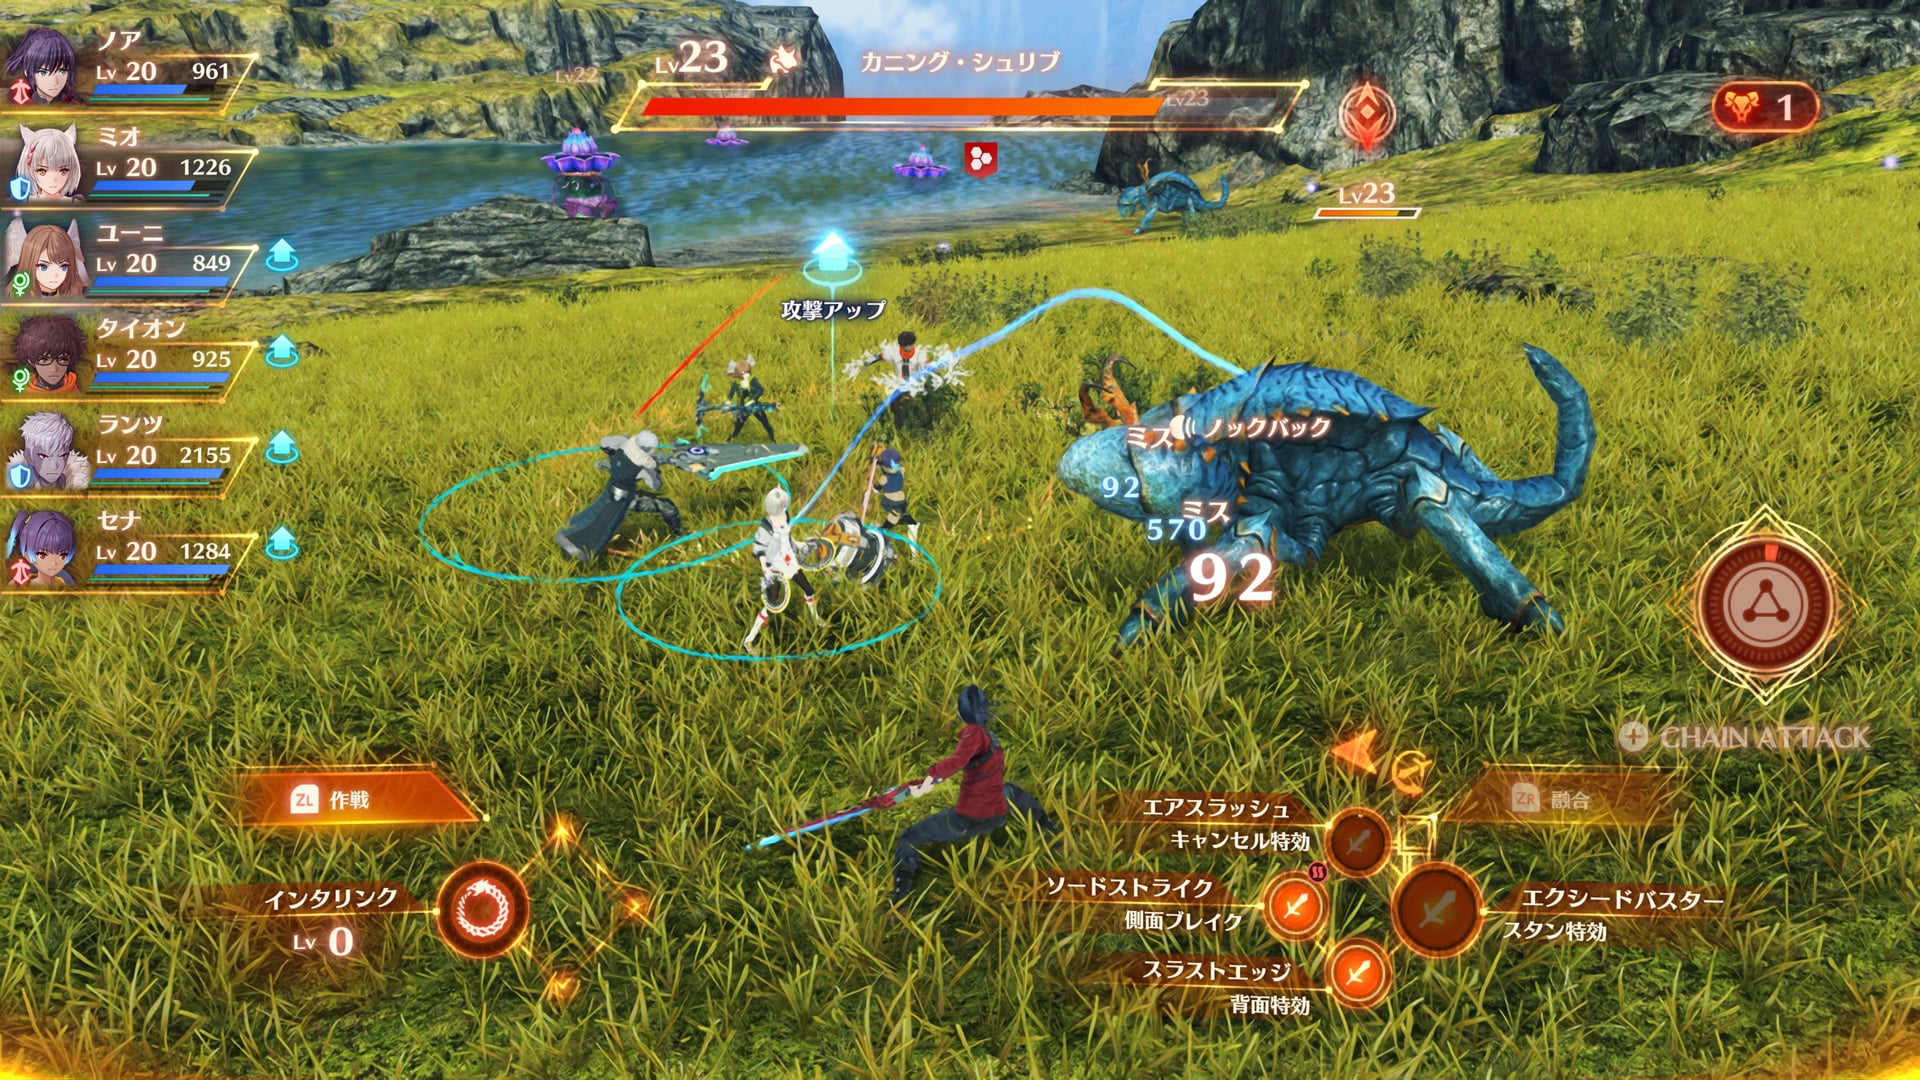 ノア
Lv 20 961
ミオ
Lv 20 1226
ユーニ
Lv 20 849
タイオン
Lv 20 925
ランツ
Lv 20 2155
セナ
Lv 20 1284
Lv22
Lv23 カニング・シュリブ
Lv23
1
Lv23
攻撃アップ
ミス ノックバック
92
ミス
570
92
CHAIN ATTACK
ZL 作戦
インタリンク
Lv 0
ZR 融合
エアスラッシュ
キャンセル特効
ソードストライク
側面ブレイク
エクシードバスター
スタン特効
スラストエッジ
背面特効